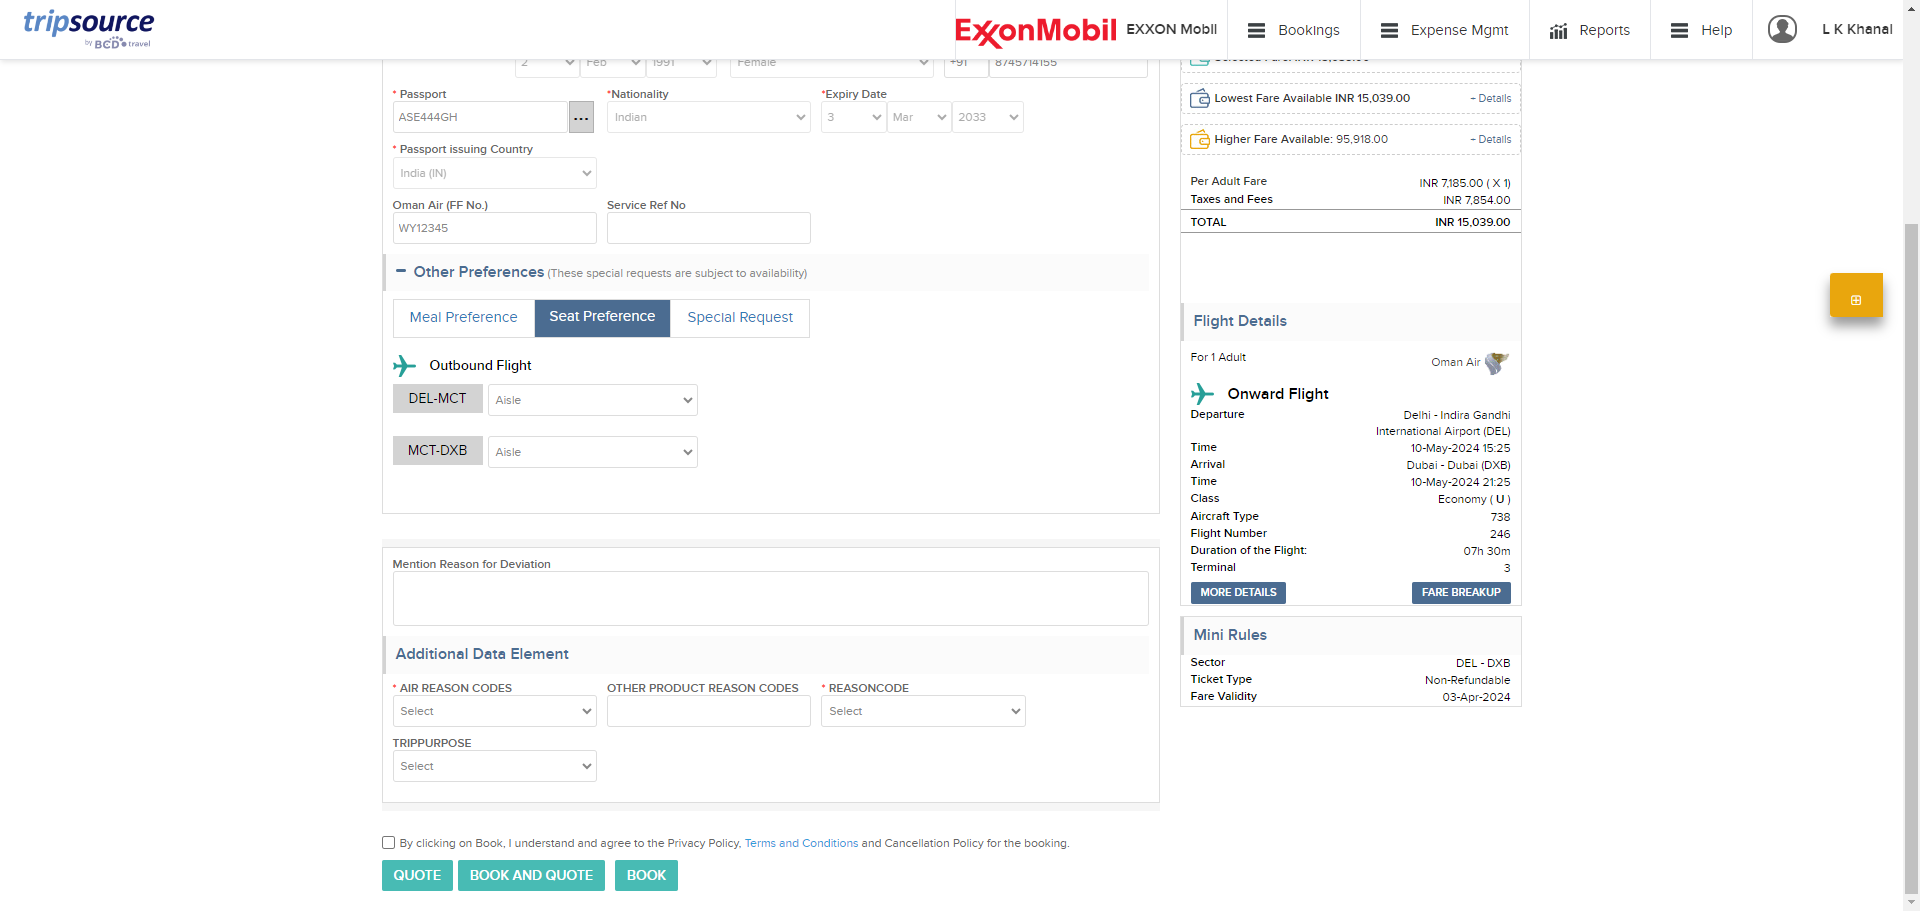 tripsource
by BCD travel
ExxonMobil EXXON Mobil
Bookings
Expense Mgmt
Reports
Help
L K Khanal
2 Feb 1991 Female +91 8745714155
* Passport *Nationality *Expiry Date
ASE444GH ... Indian 3 Mar 2033
* Passport issuing Country
India (IN)
Oman Air (FF No.) Service Ref No
WY12345
Other Preferences (These special requests are subject to availability)
Meal Preference Seat Preference Special Request
Outbound Flight
DEL-MCT Aisle
MCT-DXB Aisle
Mention Reason for Deviation
Additional Data Element
* AIR REASON CODES OTHER PRODUCT REASON CODES * REASONCODE
Select Select
TRIPPURPOSE
Select
By clicking on Book, I understand and agree to the Privacy Policy, Terms and Conditions and Cancellation Policy for the booking.
QUOTE BOOK AND QUOTE BOOK
Lowest Fare Available INR 15,039.00 + Details
Higher Fare Available: 95,918.00 + Details
Per Adult Fare INR 7,185.00 ( X 1)
Taxes and Fees INR 7,854.00
TOTAL INR 15,039.00
Flight Details
For 1 Adult Oman Air
Onward Flight
Departure Delhi - Indira Gandhi
International Airport (DEL)
Time 10-May-2024 15:25
Arrival Dubai - Dubai (DXB)
Time 10-May-2024 21:25
Class Economy ( U )
Aircraft Type 738
Flight Number 246
Duration of the Flight: 07h 30m
Terminal 3
MORE DETAILS FARE BREAKUP
Mini Rules
Sector DEL - DXB
Ticket Type Non-Refundable
Fare Validity 03-Apr-2024